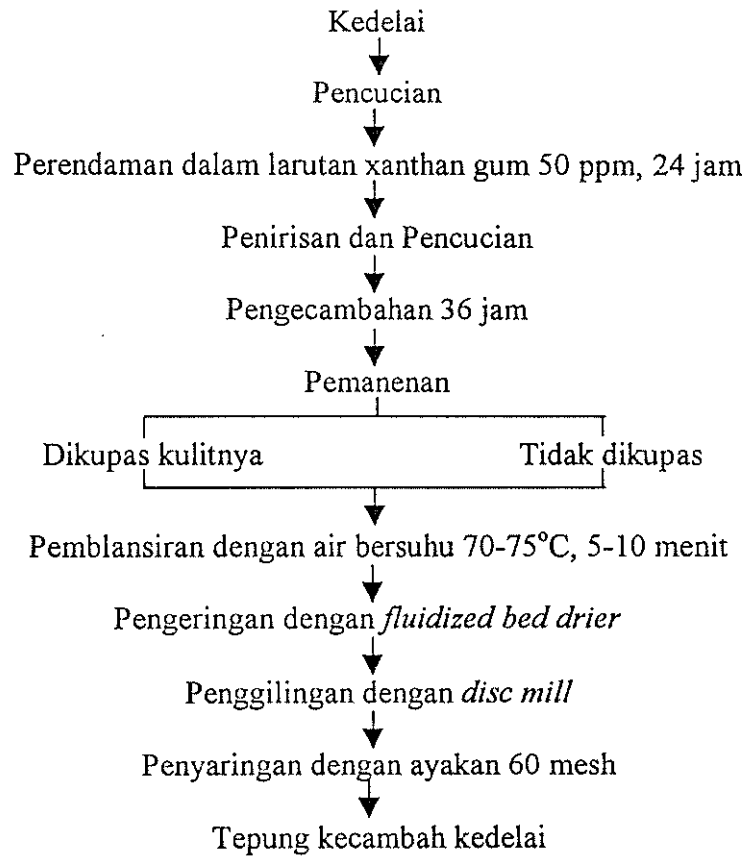 Kedelai
Pencucian
Perendaman dalam larutan xanthan gum 50 ppm, 24 jam
Penirisan dan Pencucian
Pengecambahan 36 jam
Pemanenan
Dikupas kulitnya
Tidak dikupas
Pemblansiran dengan air bersuhu 70-75°C, 5-10 menit
Pengeringan dengan fluidized bed drier
Penggilingan dengan disc mill
Penyaringan dengan ayakan 60 mesh
Tepung kecambah kedelai